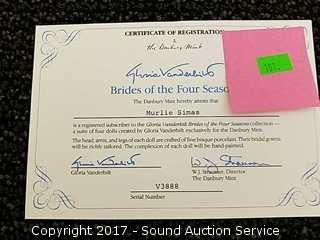 CERTIFICATE OF REGISTRATION
The Danbury Mint
Gloria Vanderbilt
Brides of the Four Seaso
The Danbury Mint hereby attests that
Murlie Simas
is a registered subscriber to the Gloria Vanderbilt Brides of the Four Seasons collection —
a suite of four dolls created by Gloria Vanderbilt exclusively for the Danbury Mint.
The head, arms, and legs of each doll are crafted of fine bisque porcelain. Their bridal gowns
will be richly tailored. The complexion of each doll will be hand-painted.
Gloria Vanderbilt
Gloria Vanderbilt
Director
The Danbury Mint
V3888
Serial Number
Copyright 2017 - Sound Auction Service